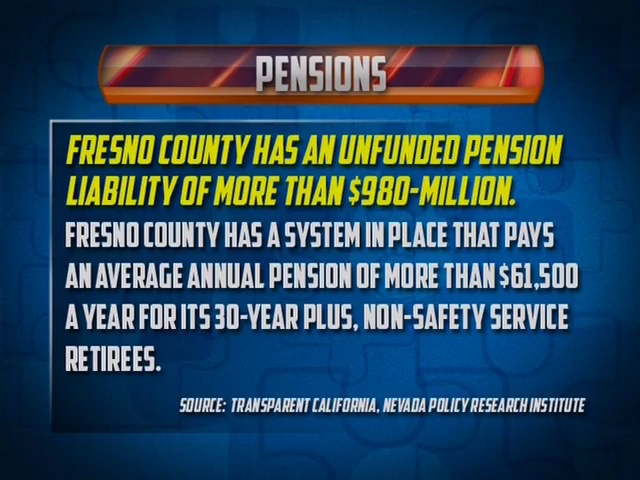 PENSIONS
FRESNO COUNTY HAS AN UNFUNDED PENSION
LIABILITY OF MORE THAN $980-MILLION.
FRESNO COUNTY HAS A SYSTEM IN PLACE THAT PAYS
AN AVERAGE ANNUAL PENSION OF MORE THAN $61,500
A YEAR FOR ITS 30-YEAR PLUS, NON-SAFETY SERVICE
RETIREES.
SOURCE: TRANSPARENT CALIFORNIA, NEVADA POLICY RESEARCH INSTITUTE